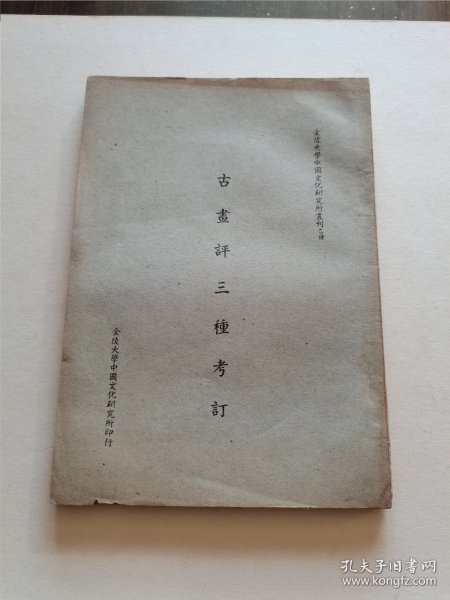 金陵大學中國文化研究所叢刊乙種
古畫評三種考訂
金陵大學中國文化研究所印行
孔夫子旧书网
www.kongfz.com